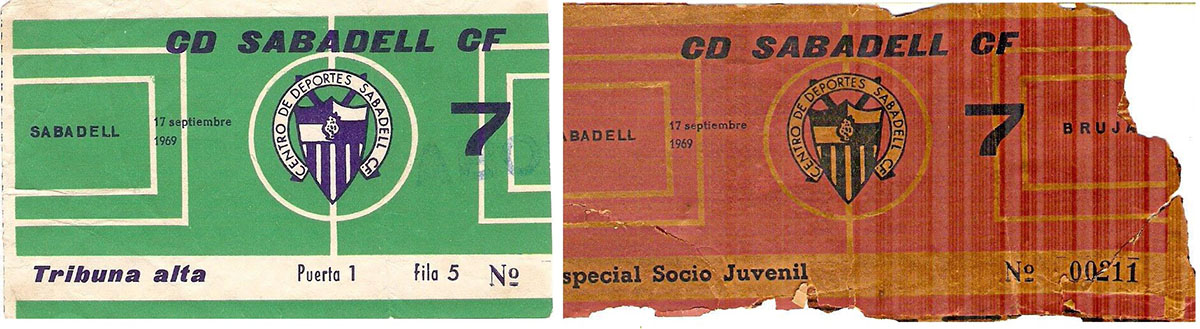 CD SABADELL CF
CENTRO DE DEPORTES SABADELL CF
7
SABADELL
17 septiembre
1969
Tribuna alta Puerta 1 fila 5 Nº
CD SABADELL CF
CENTRO DE DEPORTES SABADELL CF
7
ABADELL
17 septiembre
1969
BRUJA
special Socio Juvenil Nº 00211